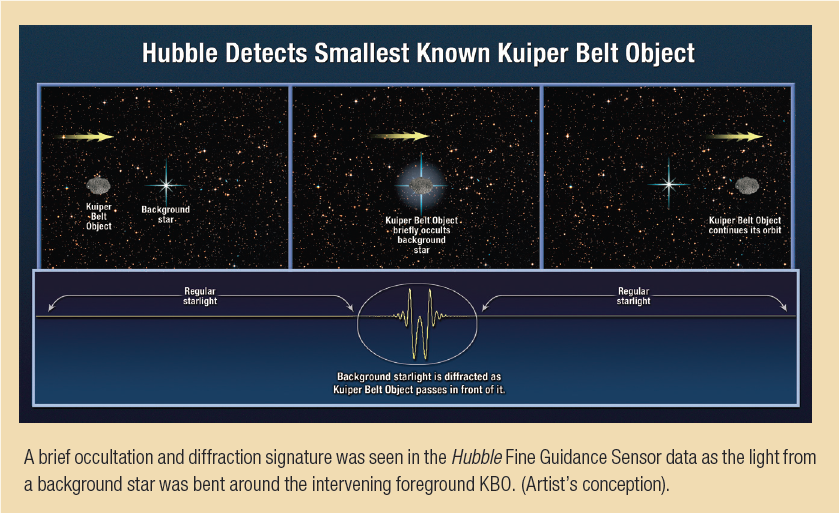 Hubble Detects Smallest Known Kuiper Belt Object
Kuiper
Belt
Object
Background
star
Kuiper Belt Object
briefly occults
background
star
Kuiper Belt Object
continues its orbit
Regular
starlight
Regular
starlight
Background starlight is diffracted as
Kuiper Belt Object passes in front of it.
A brief occultation and diffraction signature was seen in the Hubble Fine Guidance Sensor data as the light from
a background star was bent around the intervening foreground KBO. (Artist’s conception).